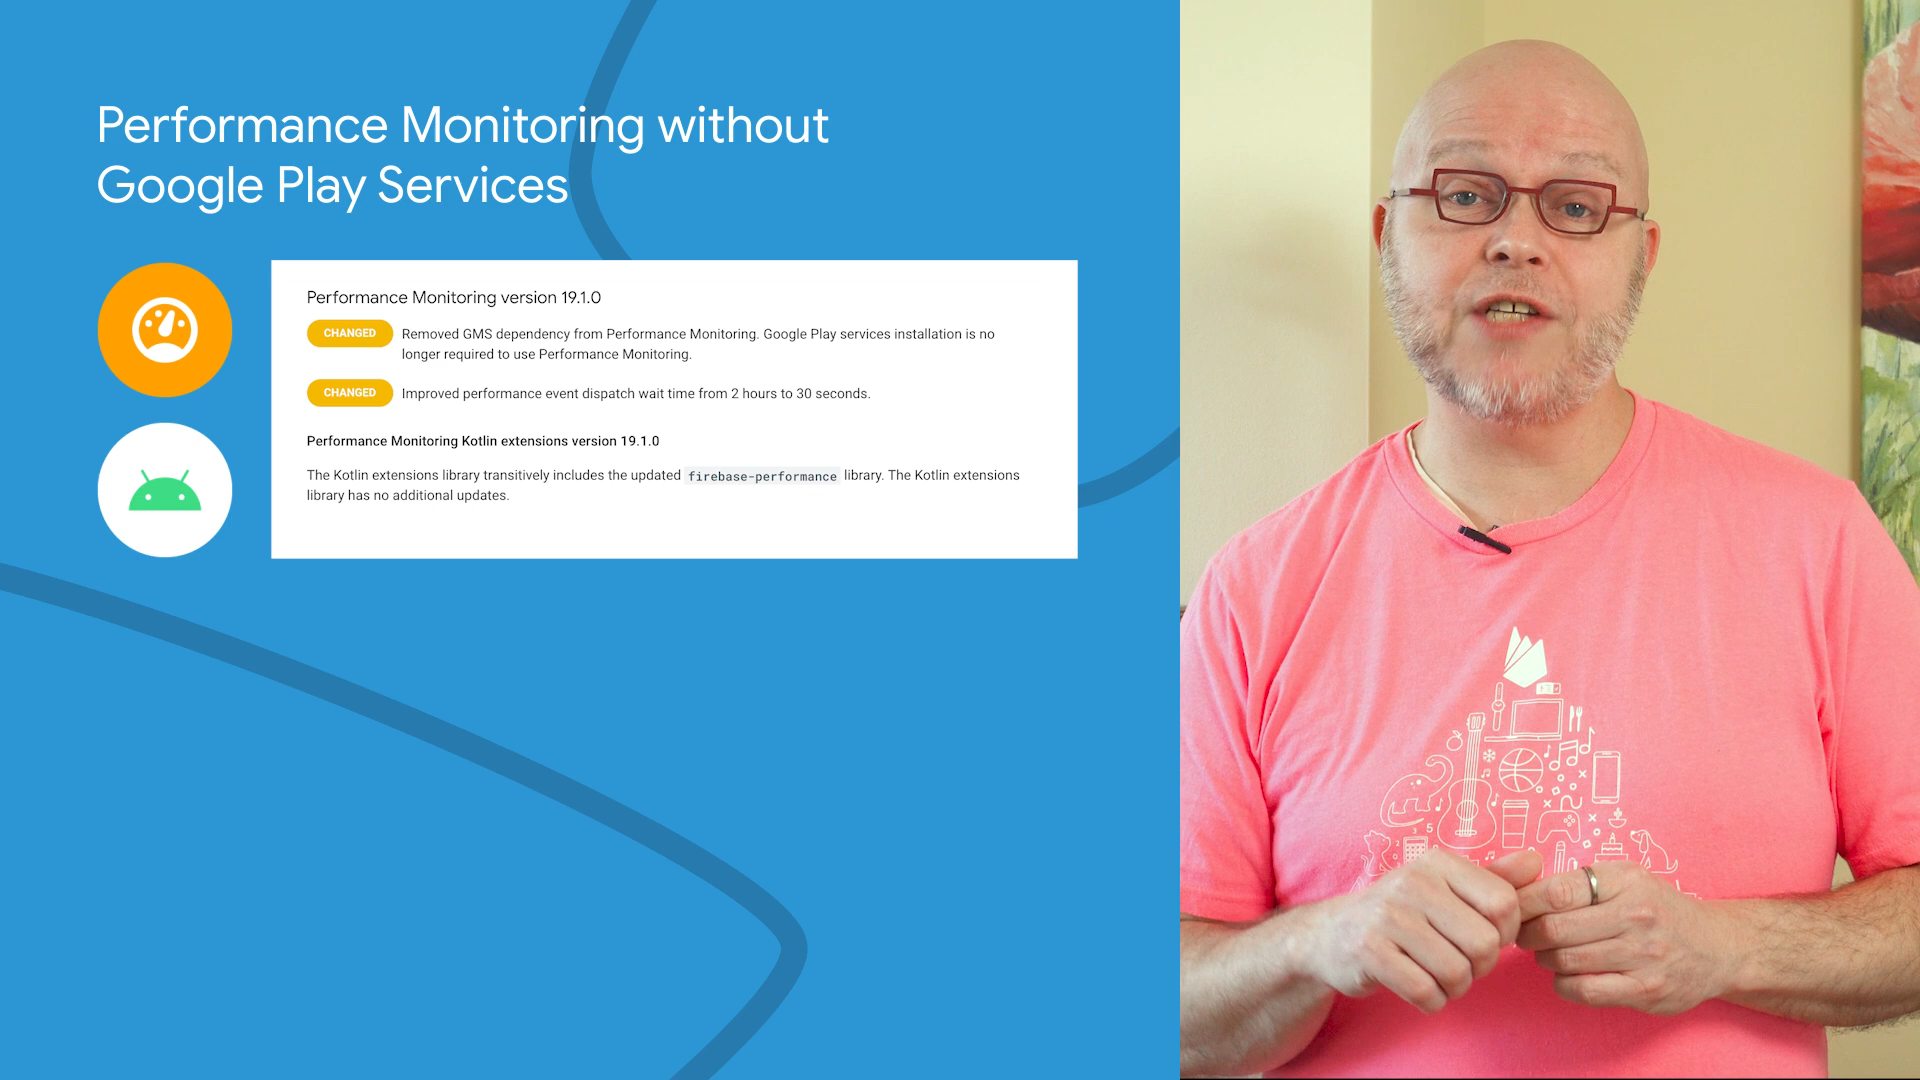 Performance Monitoring without
Google Play Services
Performance Monitoring version 19.1.0
CHANGED Removed GMS dependency from Performance Monitoring. Google Play services installation is no
longer required to use Performance Monitoring.
CHANGED Improved performance event dispatch wait time from 2 hours to 30 seconds.
Performance Monitoring Kotlin extensions version 19.1.0
The Kotlin extensions library transitively includes the updated firebase-performance library. The Kotlin extensions
library has no additional updates.